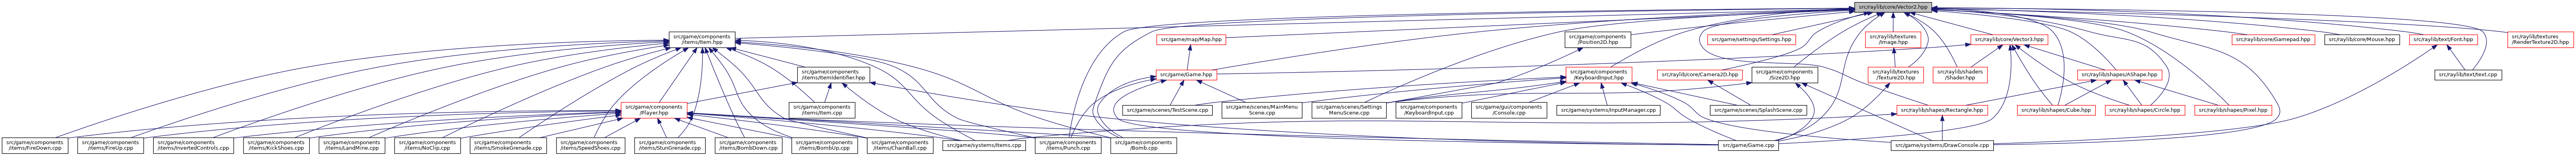 src/raylib/core/Vector2.hpp
src/game/components
/items/Item.hpp
src/game/map/Map.hpp
src/game/components
/Position2D.hpp
src/game/settings/Settings.hpp
src/raylib/textures
/Image.hpp
src/raylib/core/Vector3.hpp
src/raylib/core/Gamepad.hpp
src/raylib/core/Mouse.hpp
src/raylib/text/Font.hpp
src/raylib/textures
/RenderTexture2D.hpp
src/game/components
/items/ItemIdentifier.hpp
src/game/Game.hpp
src/game/components
/KeyboardInput.hpp
src/raylib/core/Camera2D.hpp
src/game/components
/Size2D.hpp
src/raylib/textures
/Texture2D.hpp
src/raylib/shaders
/Shader.hpp
src/raylib/shapes/AShape.hpp
src/raylib/text/text.cpp
src/game/components
/Player.hpp
src/game/components
/items/Item.cpp
src/game/scenes/TestScene.cpp
src/game/scenes/MainMenu
Scene.cpp
src/game/scenes/Settings
MenuScene.cpp
src/game/components
/KeyboardInput.cpp
src/game/gui/components
/Console.cpp
src/game/systems/InputManager.cpp
src/game/scenes/SplashScene.cpp
src/raylib/shapes/Rectangle.hpp
src/raylib/shapes/Cube.hpp
src/raylib/shapes/Circle.hpp
src/raylib/shapes/Pixel.hpp
src/game/components
/items/FireDown.cpp
src/game/components
/items/FireUp.cpp
src/game/components
/items/InvertedControls.cpp
src/game/components
/items/KickShoes.cpp
src/game/components
/items/LandMine.cpp
src/game/components
/items/NoClip.cpp
src/game/components
/items/SmokeGrenade.cpp
src/game/components
/items/SpeedShoes.cpp
src/game/components
/items/StunGrenade.cpp
src/game/components
/items/BombDown.cpp
src/game/components
/items/BombUp.cpp
src/game/components
/items/ChainBall.cpp
src/game/systems/Items.cpp
src/game/components
/items/Punch.cpp
src/game/components
/Bomb.cpp
src/game/Game.cpp
src/game/systems/DrawConsole.cpp